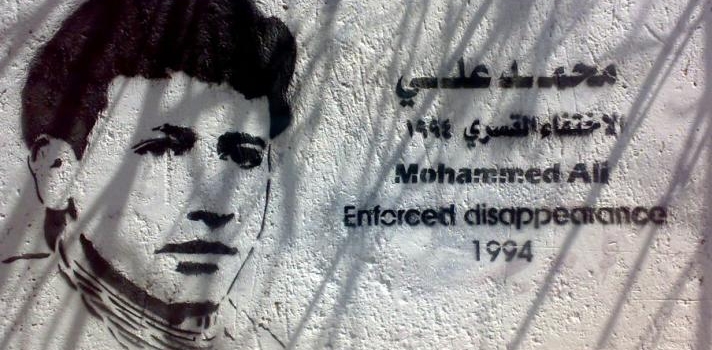 محمد علي
الاختفاء القسري ١٩٩٤
Mohammed Ali
Enforced disappearance
1994